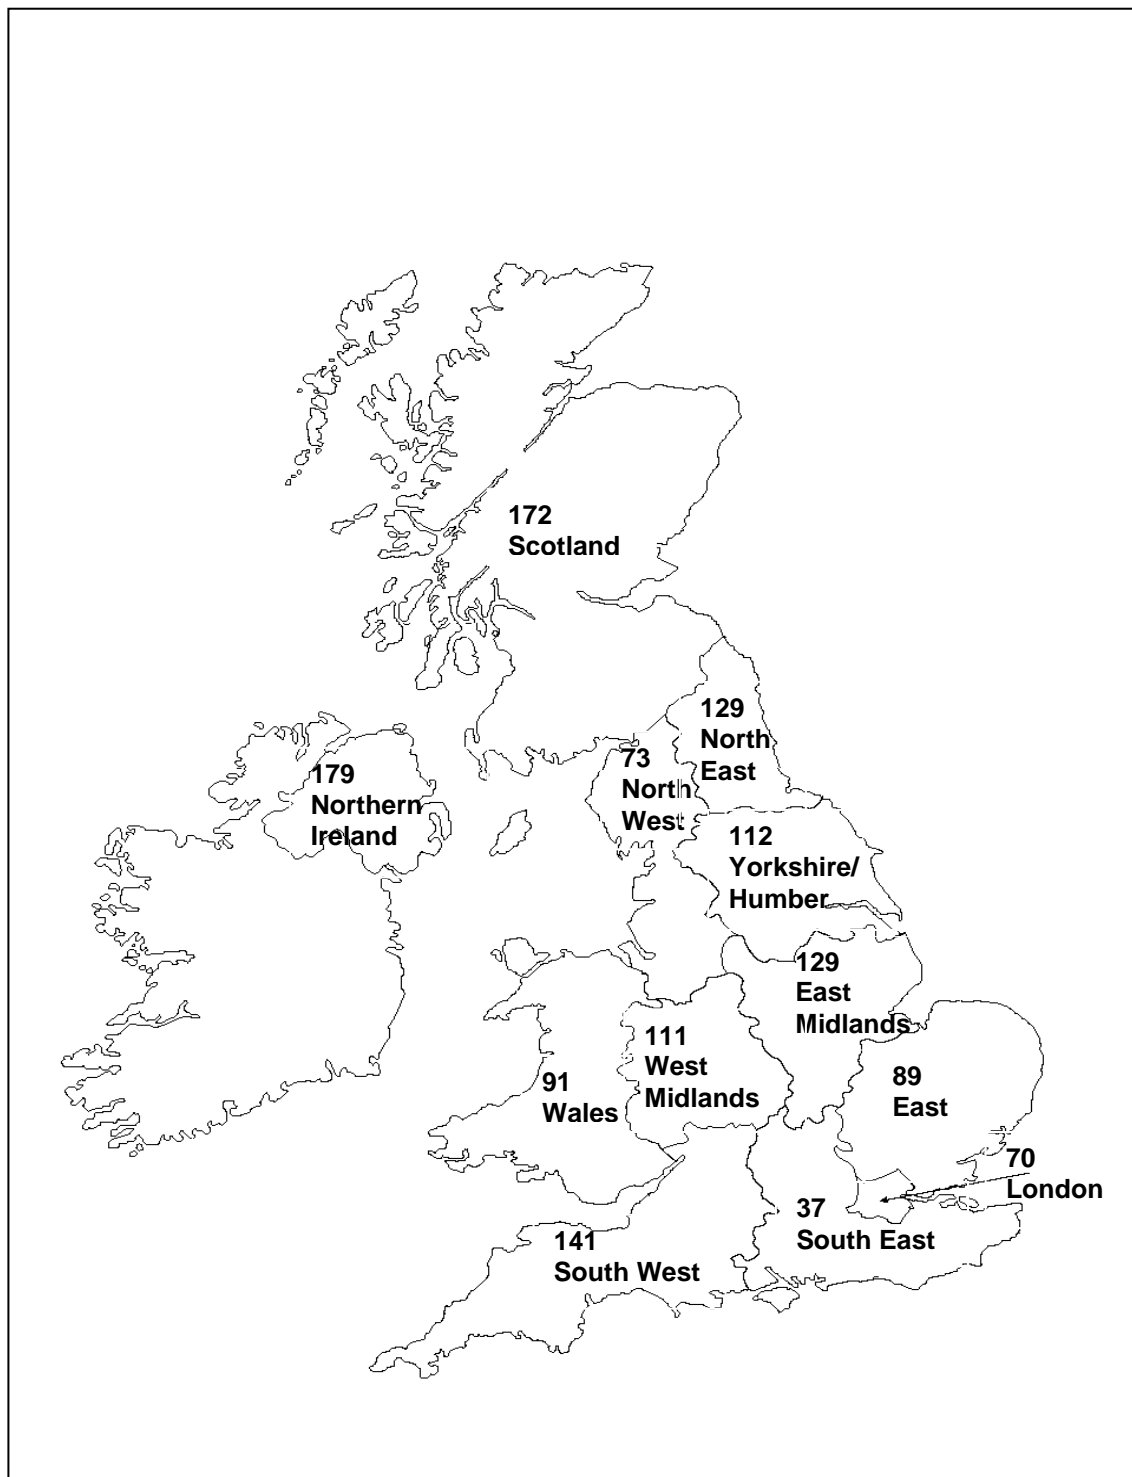 172
Scotland
129
North
East
73
North
West
179
Northern
Ireland
112
Yorkshire/
Humber
129
East
Midlands
111
West
Midlands
91
Wales
89
East
70
London
37
South East
141
South West